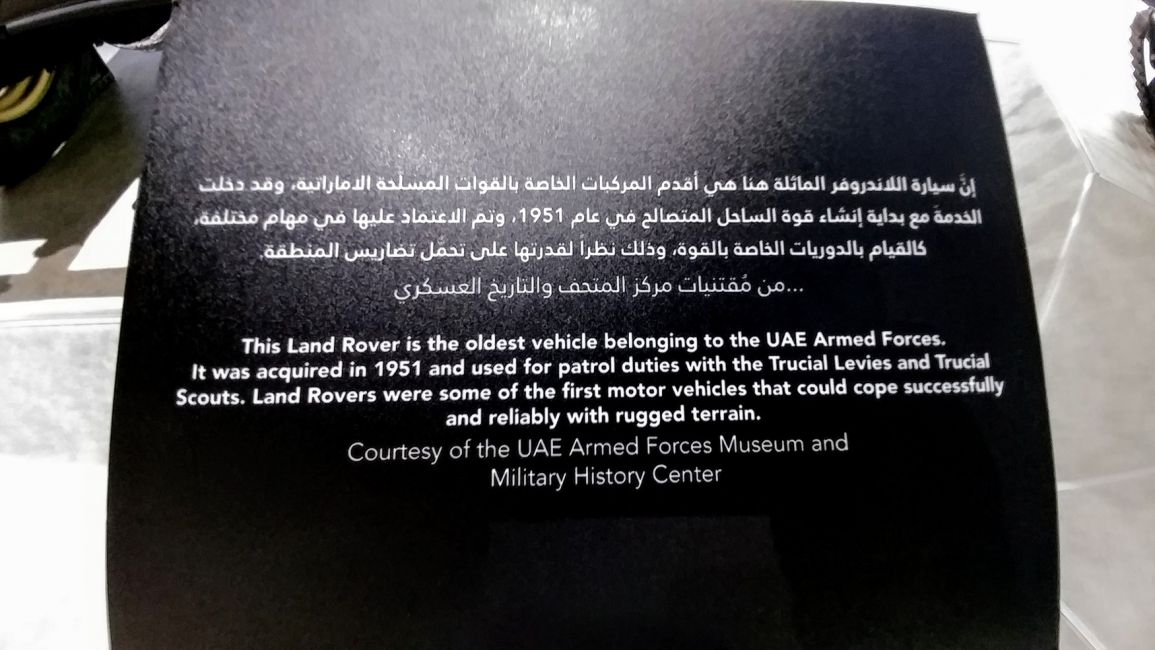 إنَّ سيارة اللاندروفر الماثلة هنا هي أقدم المركبات الخاصة بالقوات المسلّحة الاماراتية، وقد دخلت
الخدمة مع بداية إنشاء قوة الساحل المتصالح في عام 1951، وتم الاعتماد عليها في مهام مختلفة،
كالقيام بالدوريات الخاصة بالقوة، وذلك نظراً لقدرتها على تحمّل تضاريس المنطقة.
...من مُقتنيات مركز المتحف والتاريخ العسكري
This Land Rover is the oldest vehicle belonging to the UAE Armed Forces.
It was acquired in 1951 and used for patrol duties with the Trucial Levies and Trucial
Scouts. Land Rovers were some of the first motor vehicles that could cope successfully
and reliably with rugged terrain.
Courtesy of the UAE Armed Forces Museum and
Military History Center